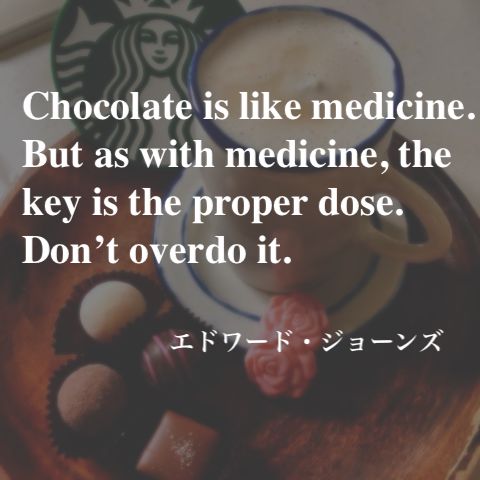 Chocolate is like medicine.
But as with medicine, the
key is the proper dose.
Don’t overdo it.
エドワード・ジョーンズ